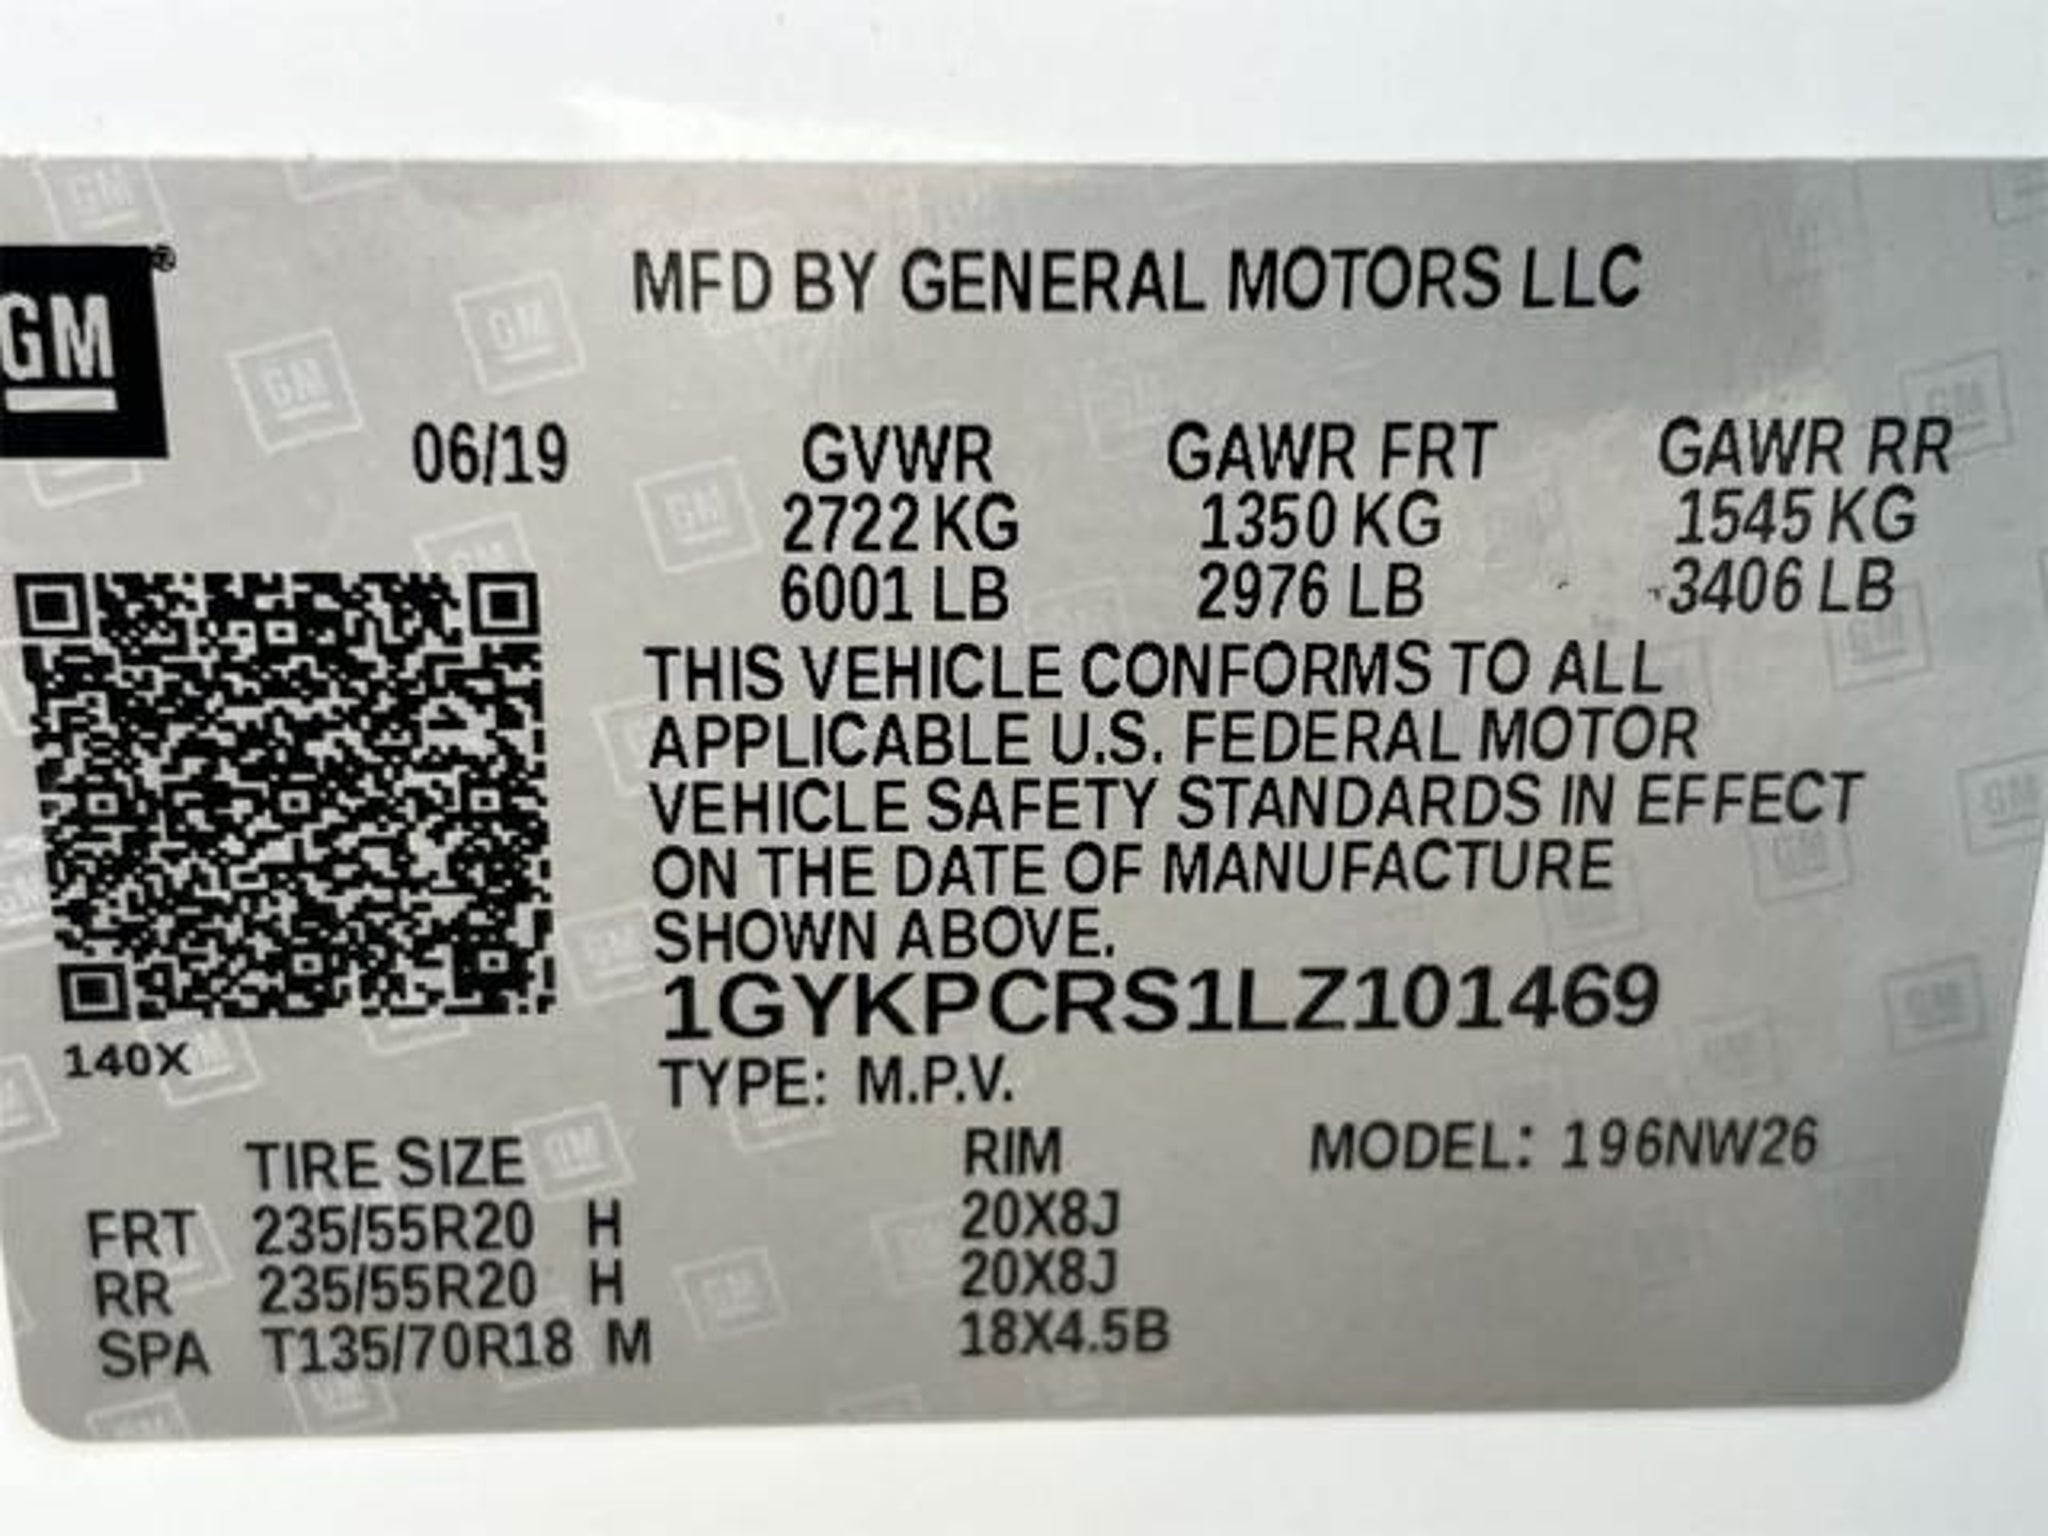 MFD BY GENERAL MOTORS LLC
GM
06/19 GVWR GAWR FRT GAWR RR
2722 KG 1350 KG 1545 KG
6001 LB 2976 LB 3406 LB
THIS VEHICLE CONFORMS TO ALL
APPLICABLE U.S. FEDERAL MOTOR
VEHICLE SAFETY STANDARDS IN EFFECT
ON THE DATE OF MANUFACTURE
SHOWN ABOVE.
1GYKPCRS1LZ101469
140X
TYPE: M.P.V.
TIRE SIZE RIM MODEL: 196NW26
FRT 235/55R20 H 20X8J
RR 235/55R20 H 20X8J
SPA T135/70R18 M 18X4.5B